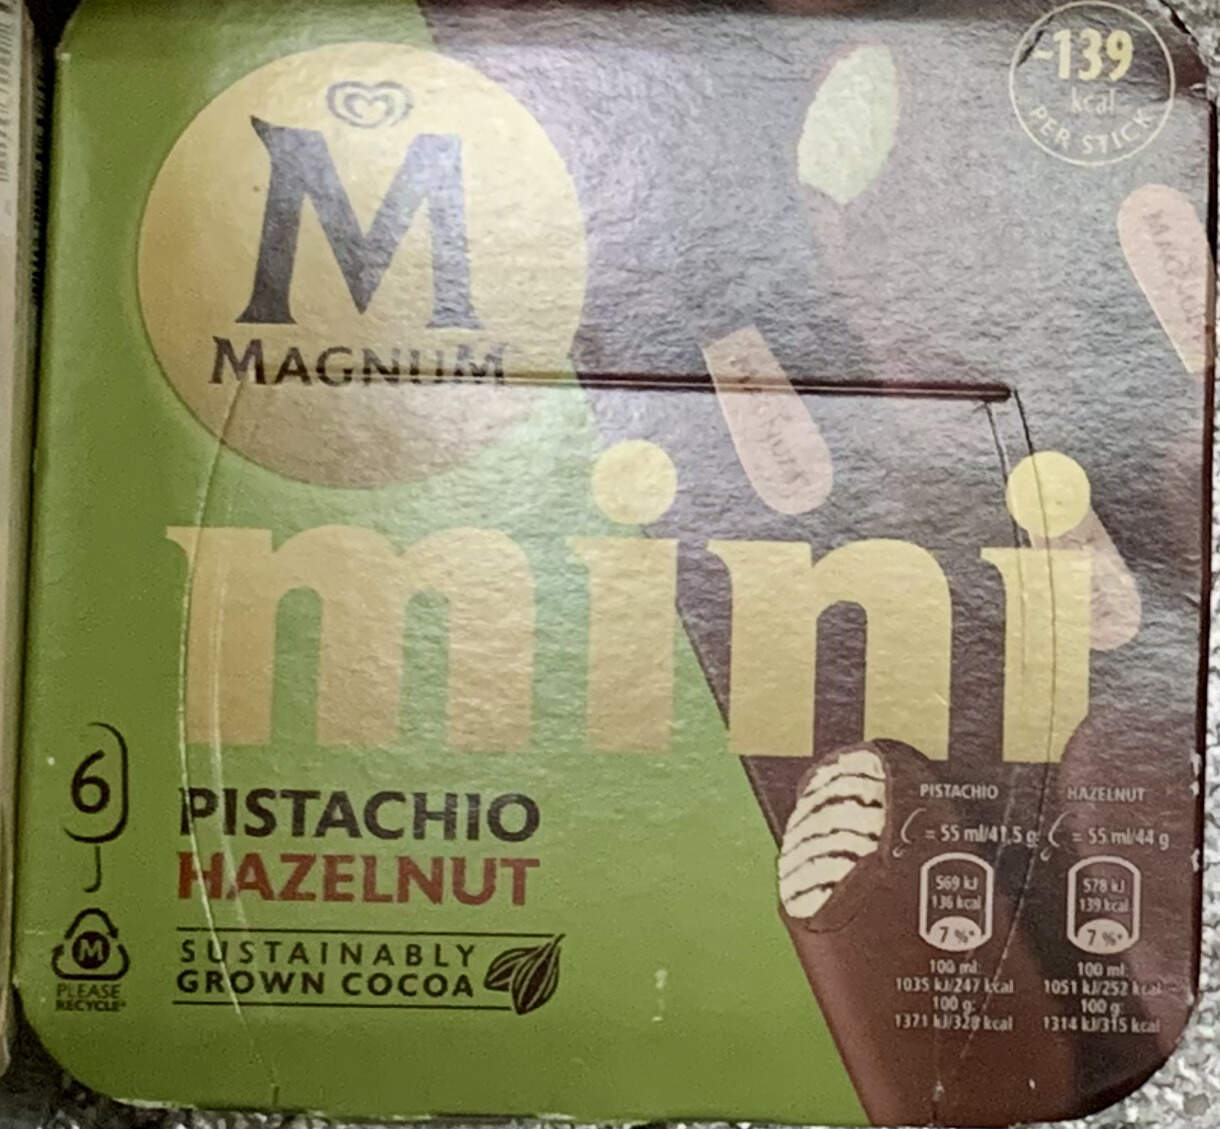 -139
kcal
PER STICK
M
MAGNUM
MAGNUM
MAGNUM
mini
6
PISTACHIO
HAZELNUT
SUSTAINABLY
GROWN COCOA
M
PLEASE
RECYCLE*
PISTACHIO
= 55 ml/41,5 g
569 kJ
136 kcal
7 %*
100 ml:
1035 kJ/247 kcal
100 g:
1371 kJ/328 kcal
HAZELNUT
= 55 ml/44 g
578 kJ
139 kcal
7 %*
100 ml:
1051 kJ/252 kcal
100 g:
1314 kJ/315 kcal